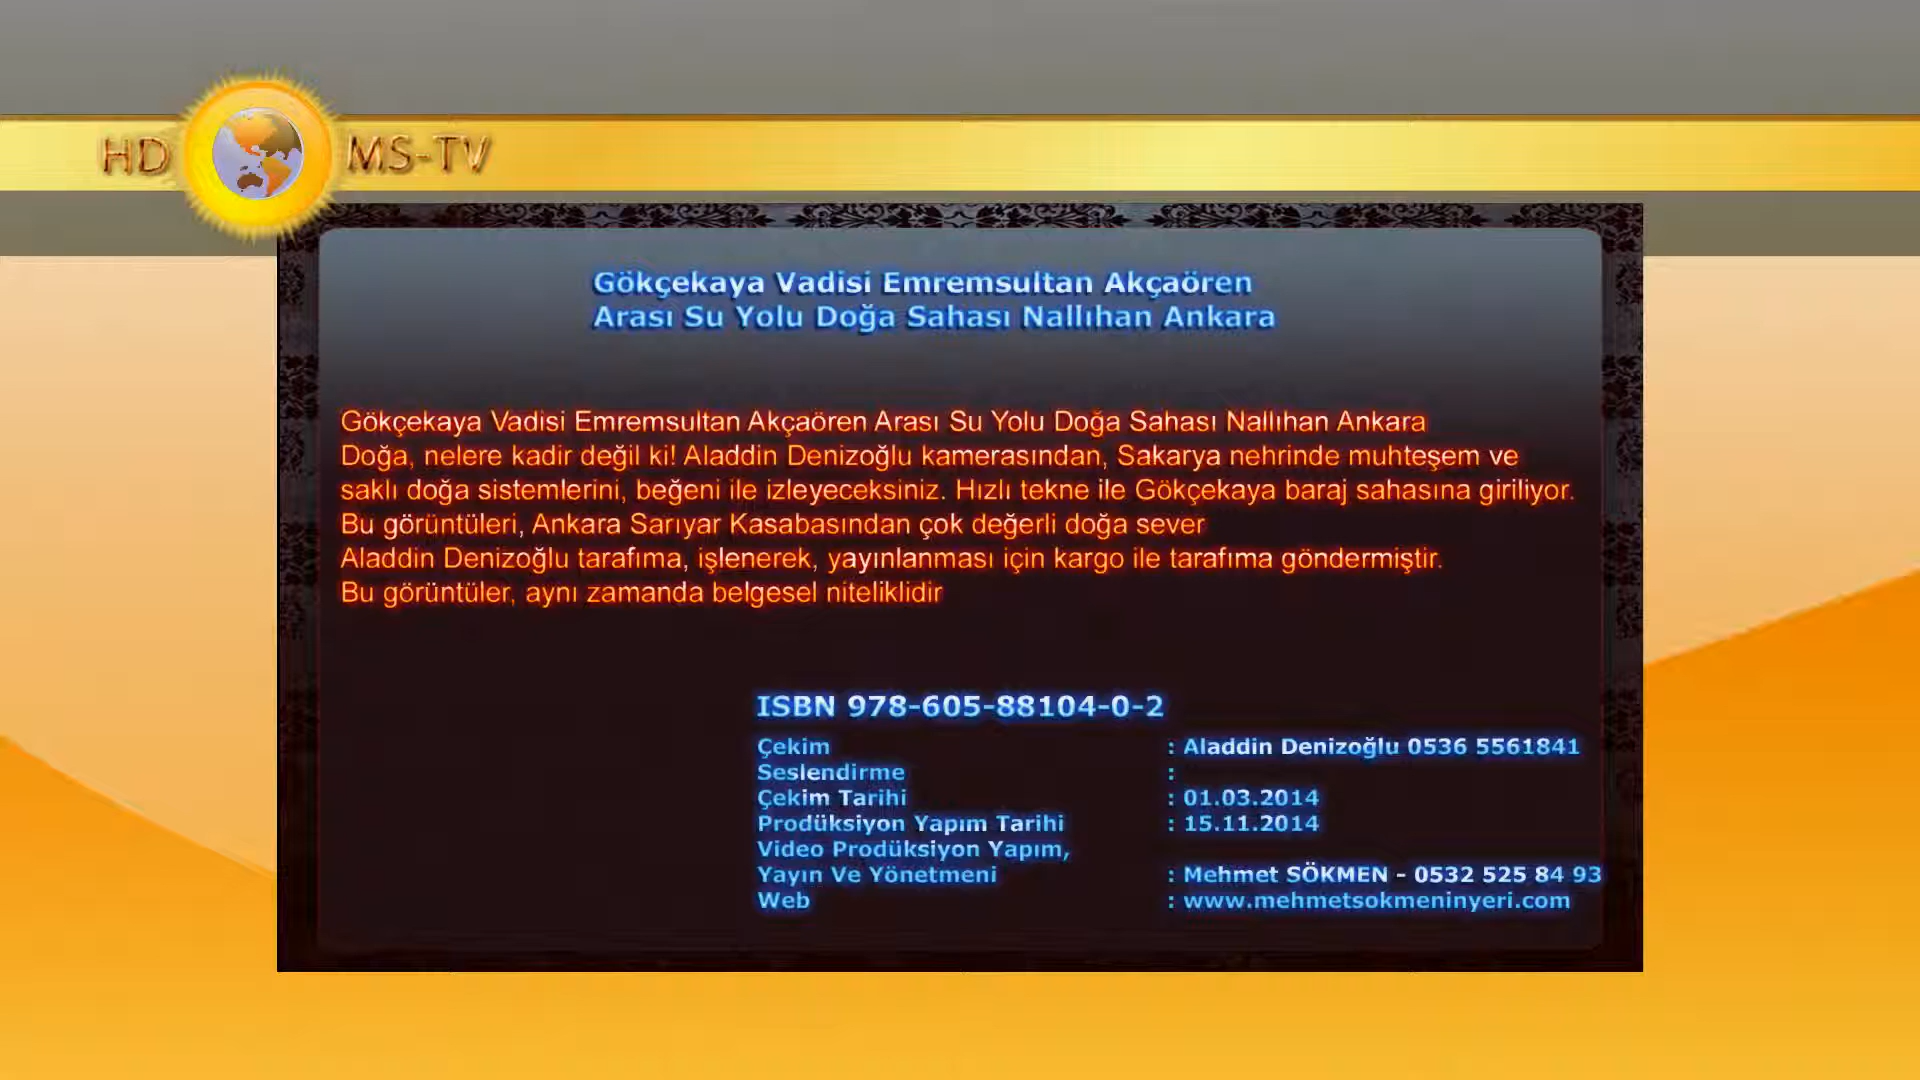 HD MS-TV
Gökçekaya Vadisi Emremsultan Akçaören
Arası Su Yolu Doğa Sahası Nallıhan Ankara
Gökçekaya Vadisi Emremsultan Akçaören Arası Su Yolu Doğa Sahası Nallıhan Ankara
Doğa, nelere kadir değil ki! Aladdin Denizoğlu kamerasından, Sakarya nehrinde muhteşem ve
saklı doğa sistemlerini, beğeni ile izleyeceksiniz. Hızlı tekne ile Gökçekaya baraj sahasına giriliyor.
Bu görüntüleri, Ankara Sarıyar Kasabasından çok değerli doğa sever
Aladdin Denizoğlu tarafıma, işlenerek, yayınlanması için kargo ile tarafıma göndermiştir.
Bu görüntüler, aynı zamanda belgesel niteliklidir
ISBN 978-605-88104-0-2
Çekim : Aladdin Denizoğlu 0536 5561841
Seslendirme :
Çekim Tarihi : 01.03.2014
Prodüksiyon Yapım Tarihi : 15.11.2014
Video Prodüksiyon Yapım,
Yayın Ve Yönetmeni : Mehmet SÖKMEN - 0532 525 84 93
Web : www.mehmetsokmeninyeri.com